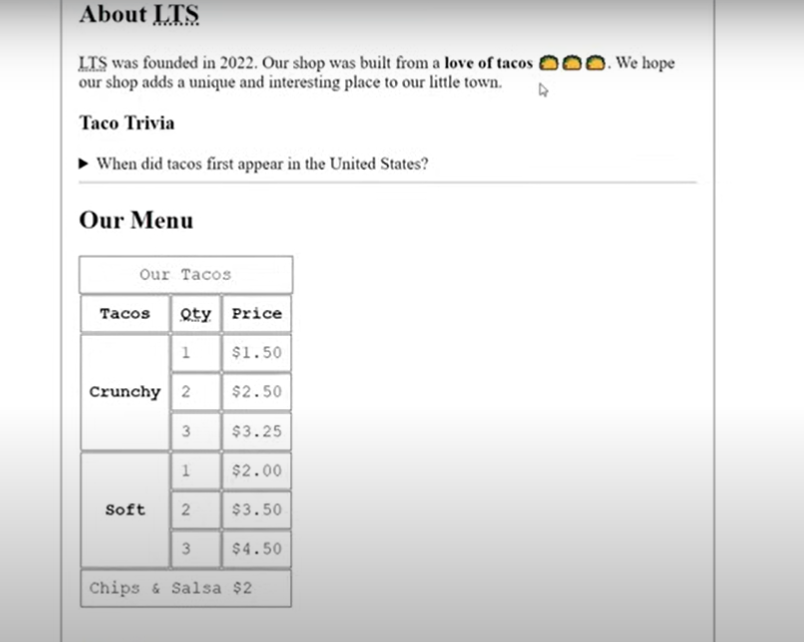 About LTS
LTS was founded in 2022. Our shop was built from a love of tacos 🌮🌮🌮. We hope
our shop adds a unique and interesting place to our little town.
Taco Trivia
▶ When did tacos first appear in the United States?
Our Menu
Our Tacos
Tacos Qty Price
1 $1.50
Crunchy 2 $2.50
3 $3.25
1 $2.00
Soft 2 $3.50
3 $4.50
Chips & Salsa $2